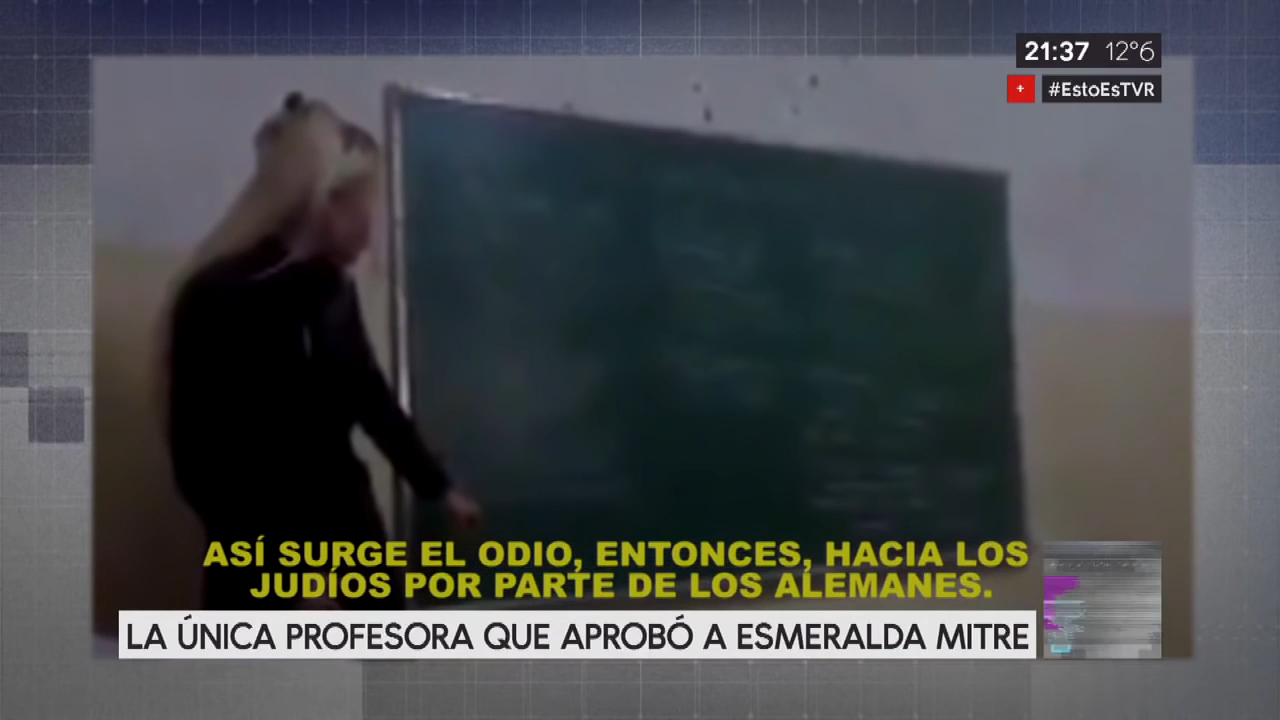 21:37 12°6
+ #EstoEsTVR
ASÍ SURGE EL ODIO, ENTONCES, HACIA LOS
JUDÍOS POR PARTE DE LOS ALEMANES.
LA ÚNICA PROFESORA QUE APROBÓ A ESMERALDA MITRE